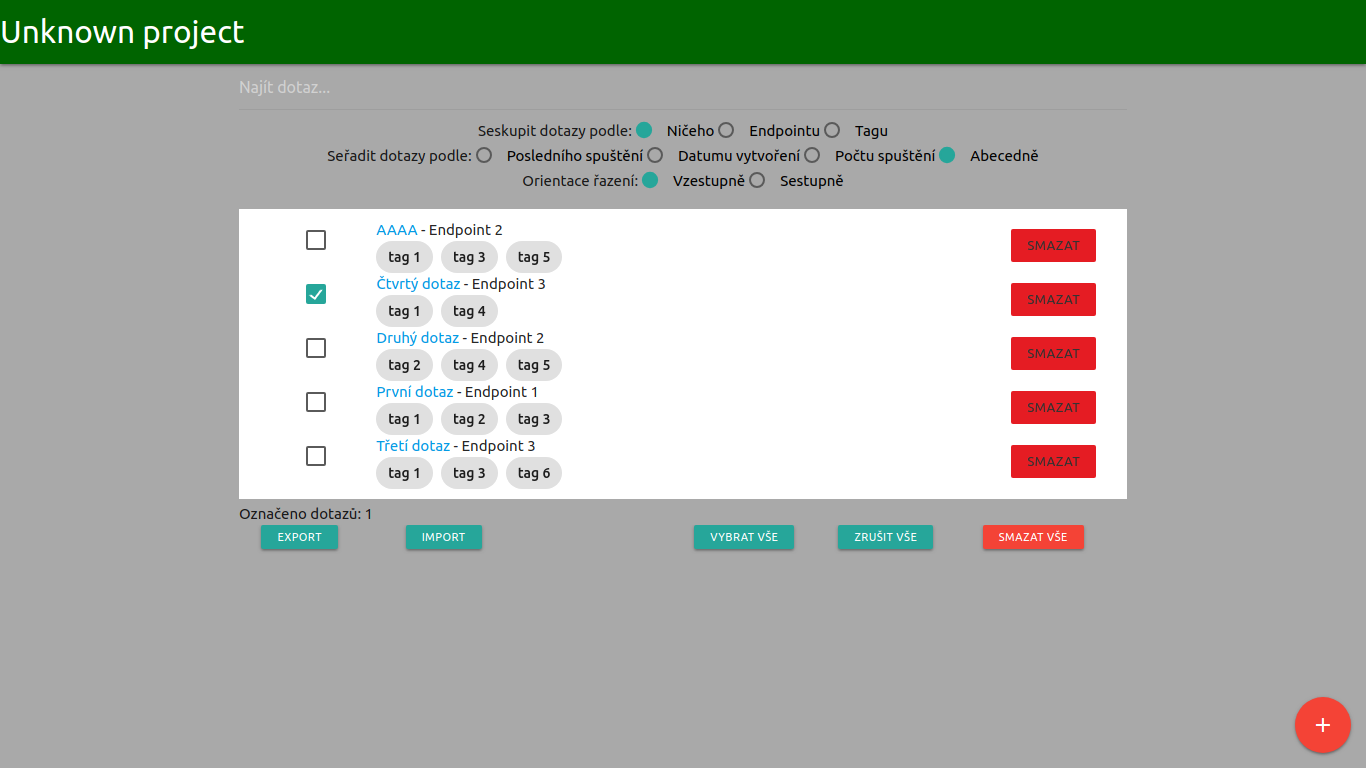 Unknown project
Najít dotaz...
Seskupit dotazy podle: Ničeho Endpointu Tagu
Seřadit dotazy podle: Posledního spuštění Datumu vytvoření Počtu spuštění Abecedně
Orientace řazení: Vzestupně Sestupně
AAAA - Endpoint 2
tag 1 tag 3 tag 5
SMAZAT
Čtvrtý dotaz - Endpoint 3
tag 1 tag 4
SMAZAT
Druhý dotaz - Endpoint 2
tag 2 tag 4 tag 5
SMAZAT
První dotaz - Endpoint 1
tag 1 tag 2 tag 3
SMAZAT
Třetí dotaz - Endpoint 3
tag 1 tag 3 tag 6
SMAZAT
Označeno dotazů: 1
EXPORT IMPORT VYBRAT VŠE ZRUŠIT VŠE SMAZAT VŠE
+